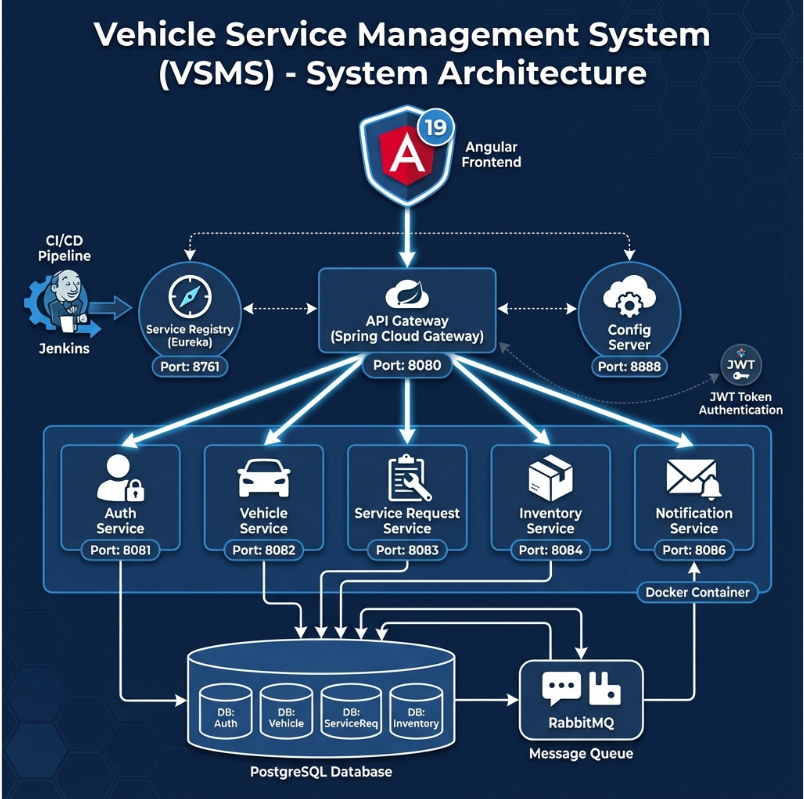 Vehicle Service Management System
(VSMS) - System Architecture
19
A
Angular
Frontend
CI/CD
Pipeline
Jenkins
Service Registry
(Eureka)
Port: 8761
API Gateway
(Spring Cloud Gateway)
Port: 8080
Config
Server
Port: 8888
JWT
JWT Token
Authentication
Auth
Service
Port: 8081
Vehicle
Service
Port: 8082
Service Request
Service
Port: 8083
Inventory
Service
Port: 8084
Notification
Service
Port: 8086
Docker Container
DB:
Auth
DB:
Vehicle
DB:
ServiceReq
DB:
Inventory
PostgreSQL Database
RabbitMQ
Message Queue